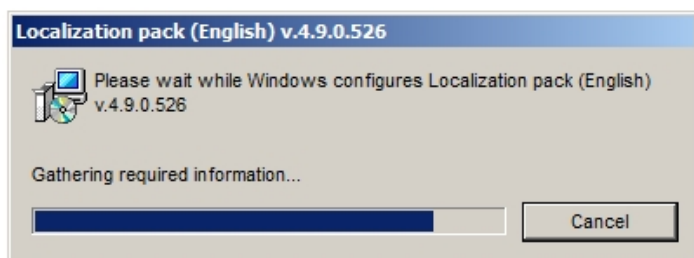 Localization pack (English) v.4.9.0.526
Please wait while Windows configures Localization pack (English)
v.4.9.0.526
Gathering required information...
Cancel